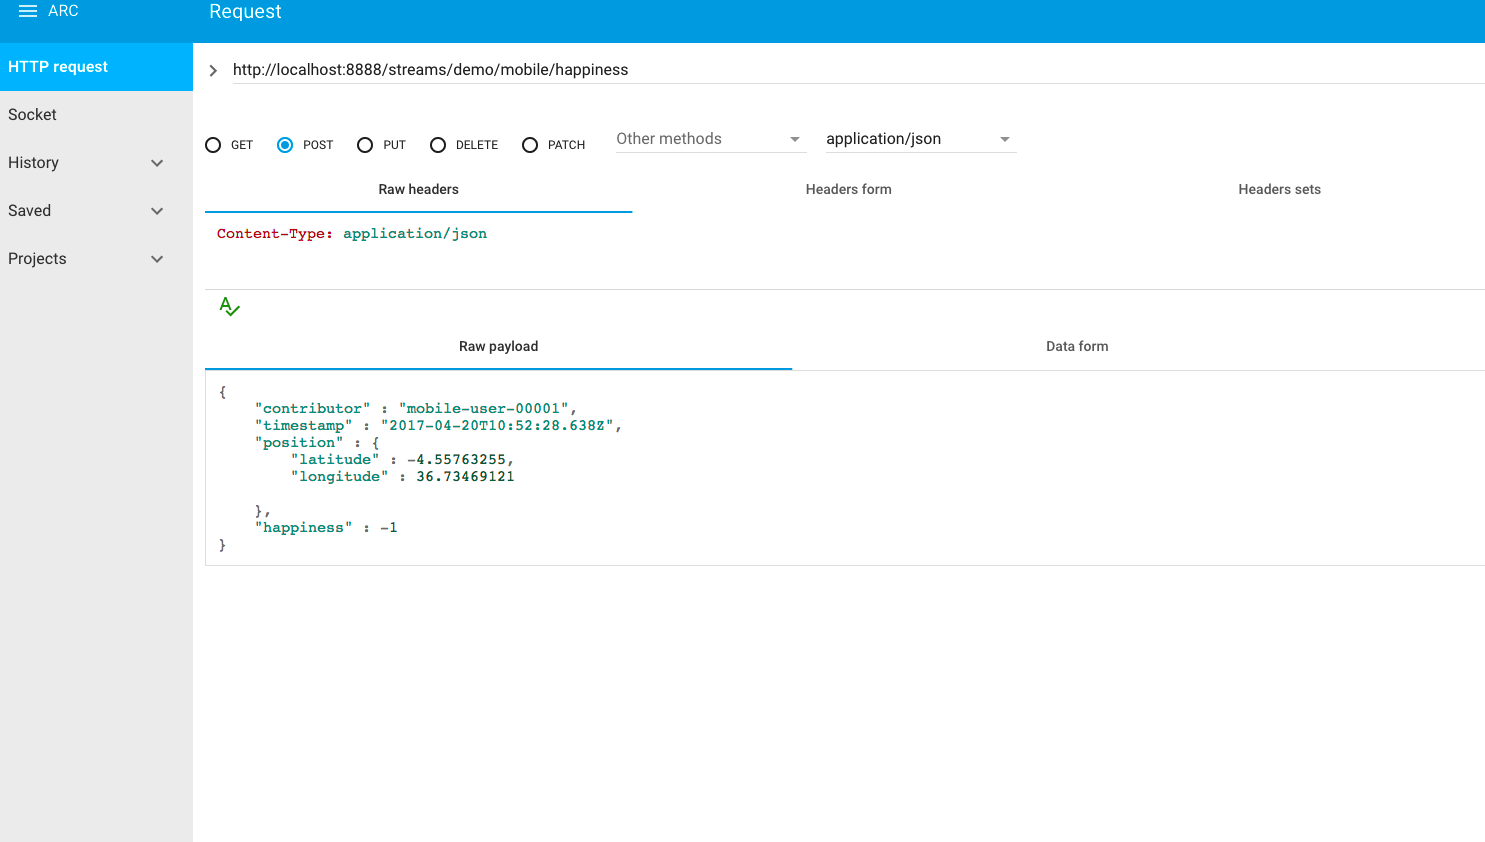 ARC
Request
HTTP request
Socket
History
Saved
Projects
http://localhost:8888/streams/demo/mobile/happiness
GET POST PUT DELETE PATCH Other methods application/json
Raw headers Headers form Headers sets
Content-Type: application/json
A
Raw payload Data form
{
"contributor" : "mobile-user-00001",
"timestamp" : "2017-04-20T10:52:28.638Z",
"position" : {
"latitude" : -4.55763255,
"longitude" : 36.73469121
},
"happiness" : -1
}